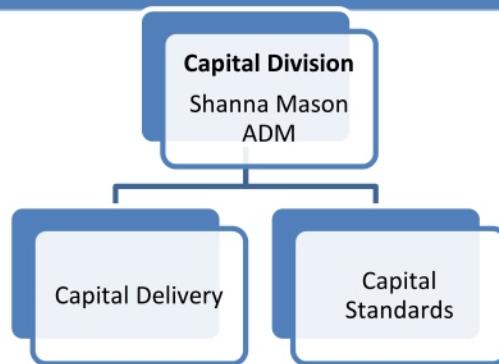 Capital Division
Shanna Mason
ADM
Capital Delivery
Capital
Standards